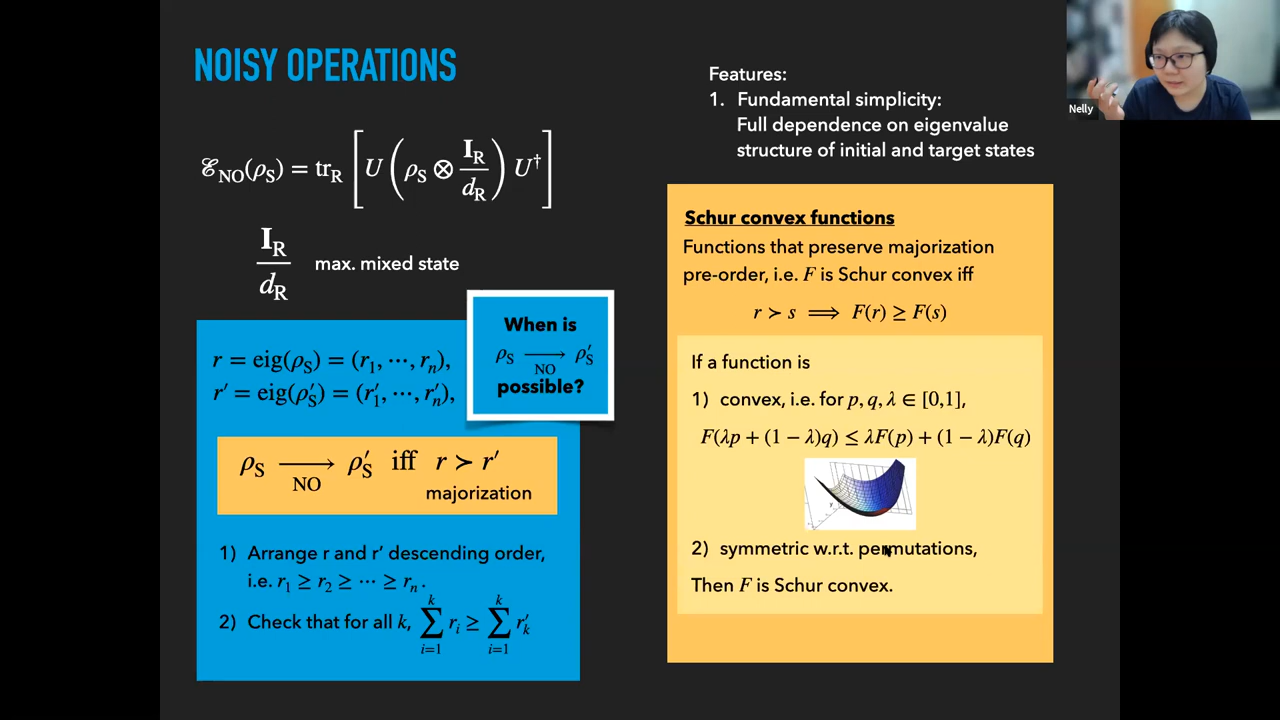 NOISY OPERATIONS
ℰ_NO(ρ_S) = tr_R [ U ( ρ_S ⊗ I_R/d_R ) U† ]
I_R/d_R max. mixed state
When is
ρ_S ⟶_NO ρ′_S
possible?
r = eig(ρ_S) = (r_1, ⋯, r_n),
r′ = eig(ρ′_S) = (r′_1, ⋯, r′_n),
ρ_S ⟶_NO ρ′_S iff r ≻ r′
majorization
1) Arrange r and r’ descending order,
i.e. r_1 ≥ r_2 ≥ ⋯ ≥ r_n .
2) Check that for all k, ∑_{i=1}^{k} r_i ≥ ∑_{i=1}^{k} r′_k
Features:
1. Fundamental simplicity:
Full dependence on eigenvalue
structure of initial and target states
Schur convex functions
Functions that preserve majorization
pre-order, i.e. F is Schur convex iff
r ≻ s ⟹ F(r) ≥ F(s)
If a function is
1) convex, i.e. for p, q, λ ∈ [0,1],
F(λp + (1 − λ)q) ≤ λF(p) + (1 − λ)F(q)
2) symmetric w.r.t. permutations,
Then F is Schur convex.
Nelly